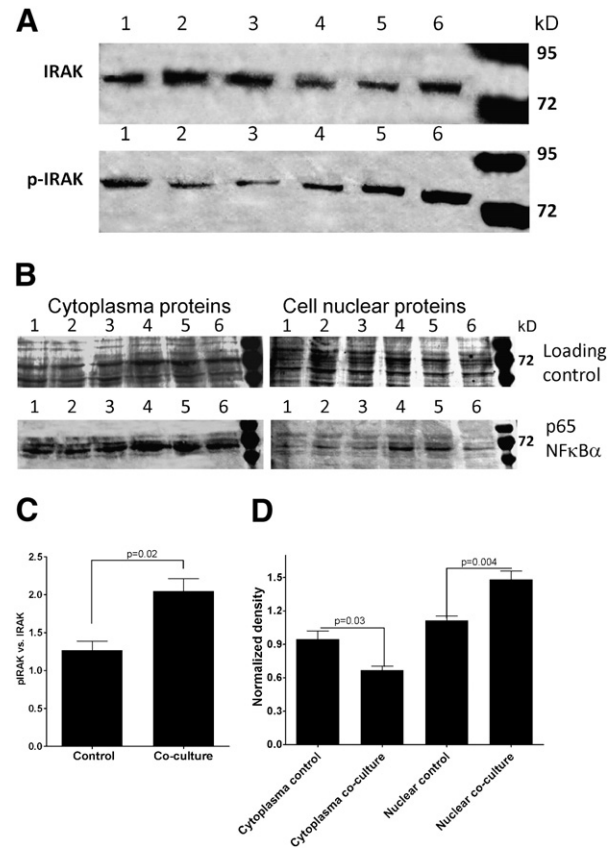 A
1 2 3 4 5 6 kD
IRAK
95
72
1 2 3 4 5 6
p-IRAK
95
72
B
Cytoplasma proteins
Cell nuclear proteins
1 2 3 4 5 6
1 2 3 4 5 6 kD
72
Loading
control
1 2 3 4 5 6
1 2 3 4 5 6
72
p65
NFκBα
C
pIRAK vs. IRAK
2.5
2.0
1.5
1.0
0.5
0.0
p=0.02
Control
Co-culture
D
Normalized density
1.5
1.2
0.9
0.6
0.3
0.0
p=0.03
p=0.004
Cytoplasma control
Cytoplasma co-culture
Nuclear control
Nuclear co-culture